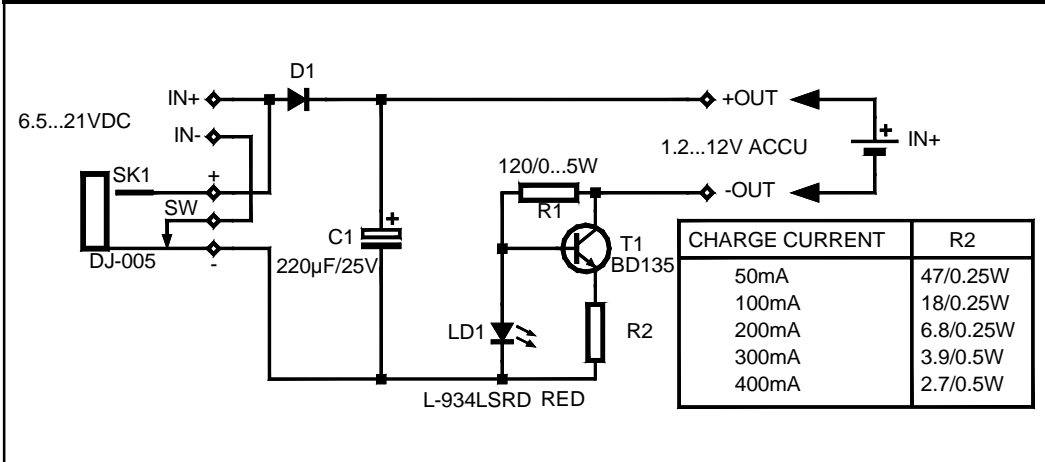 D1
IN+
+OUT
6.5...21VDC
IN-
IN+
1.2...12V ACCU
120/0...5W
SK1
+
-OUT
SW
R1
C1
+
T1
BD135
DJ-005
-
220µF/25V
LD1
R2
L-934LSRD RED
CHARGE CURRENT R2
50mA 47/0.25W
100mA 18/0.25W
200mA 6.8/0.25W
300mA 3.9/0.5W
400mA 2.7/0.5W